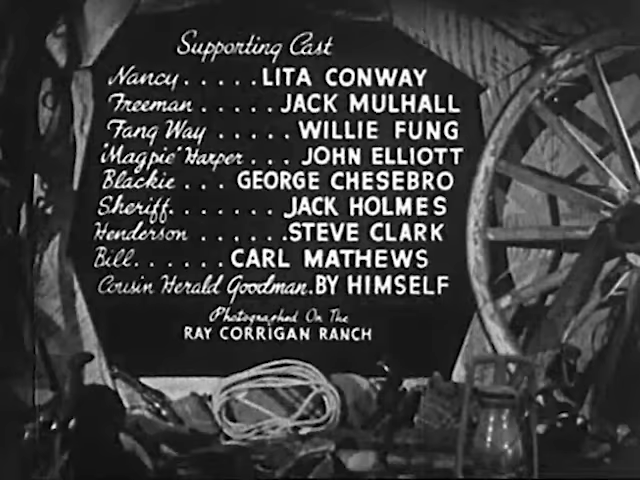 Supporting Cast
Nancy.....LITA CONWAY
Freeman.....JACK MULHALL
Fang Way.....WILLIE FUNG
"Magpie" Harper...JOHN ELLIOTT
Blackie...GEORGE CHESEBRO
Sheriff.......JACK HOLMES
Henderson......STEVE CLARK
Bill......CARL MATHEWS
Cousin Herald Goodman.BY HIMSELF
Photographed On The
RAY CORRIGAN RANCH